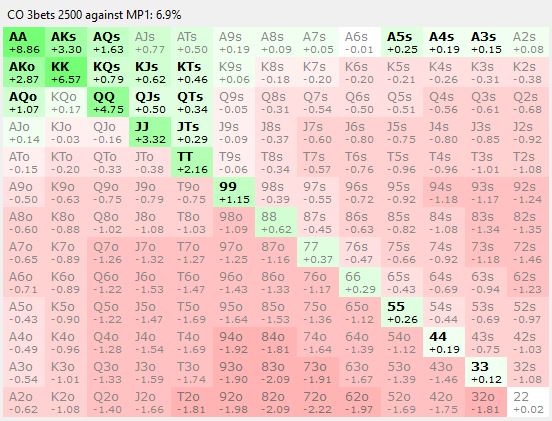 CO 3bets 2500 against MP1: 6.9%
AA AKs AQs AJs ATs A9s A8s A7s A6s A5s A4s A3s A2s
+8.86 +3.30 +1.63 +0.77 +0.50 +0.19 +0.09 +0.05 -0.01 +0.25 +0.19 +0.15 +0.08
AKo KK KQs KJs KTs K9s K8s K7s K6s K5s K4s K3s K2s
+2.87 +6.57 +0.79 +0.62 +0.46 +0.06 -0.18 -0.20 -0.20 -0.21 -0.26 -0.31 -0.38
AQo KQo QQ QJs QTs Q9s Q8s Q7s Q6s Q5s Q4s Q3s Q2s
+1.07 +0.17 +4.75 +0.50 +0.34 -0.05 -0.31 -0.54 -0.50 -0.51 -0.56 -0.61 -0.68
AJo KJo QJo JJ JTs J9s J8s J7s J6s J5s J4s J3s J2s
+0.14 -0.03 -0.16 +3.32 +0.29 -0.09 -0.37 -0.60 -0.80 -0.75 -0.80 -0.85 -0.92
ATo KTo QTo JTo TT T9s T8s T7s T6s T5s T4s T3s T2s
-0.15 -0.20 -0.33 -0.38 +2.16 -0.06 -0.34 -0.57 -0.76 -0.96 -0.96 -1.01 -1.08
A9o K9o Q9o J9o T9o 99 98s 97s 96s 95s 94s 93s 92s
-0.50 -0.63 -0.75 -0.79 -0.75 +1.15 -0.39 -0.55 -0.72 -0.92 -1.18 -1.17 -1.24
A8o K8o Q8o J8o T8o 98o 88 87s 86s 85s 84s 83s 82s
-0.60 -0.88 -1.02 -1.08 -1.03 -1.09 +0.62 -0.45 -0.63 -0.82 -1.08 -1.34 -1.35
A7o K7o Q7o J7o T7o 97o 87o 77 76s 75s 74s 73s 72s
-0.65 -0.89 -1.26 -1.32 -1.27 -1.25 -1.16 +0.37 -0.47 -0.66 -0.92 -1.18 -1.46
A6o K6o Q6o J6o T6o 96o 86o 76o 66 65s 64s 63s 62s
-0.71 -0.89 -1.22 -1.53 -1.47 -1.43 -1.33 -1.17 +0.29 -0.43 -0.69 -0.94 -1.23
A5o K5o Q5o J5o T5o 95o 85o 75o 65o 55 54s 53s 52s
-0.43 -0.90 -1.22 -1.47 -1.69 -1.64 -1.53 -1.36 -1.12 +0.26 -0.44 -0.69 -0.97
A4o K4o Q4o J4o T4o 94o 84o 74o 64o 54o 44 43s 42s
-0.49 -0.96 -1.28 -1.54 -1.69 -1.92 -1.81 -1.64 -1.39 -1.12 +0.19 -0.75 -1.03
A3o K3o Q3o J3o T3o 93o 83o 73o 63o 53o 43o 33 32s
-0.54 -1.01 -1.33 -1.59 -1.74 -1.90 -2.09 -1.91 -1.67 -1.39 -1.46 +0.12 -1.08
A2o K2o Q2o J2o T2o 92o 82o 72o 62o 52o 42o 32o 22
-0.62 -1.08 -1.40 -1.66 -1.81 -1.98 -2.08 -2.22 -1.97 -1.69 -1.75 -1.81 +0.02